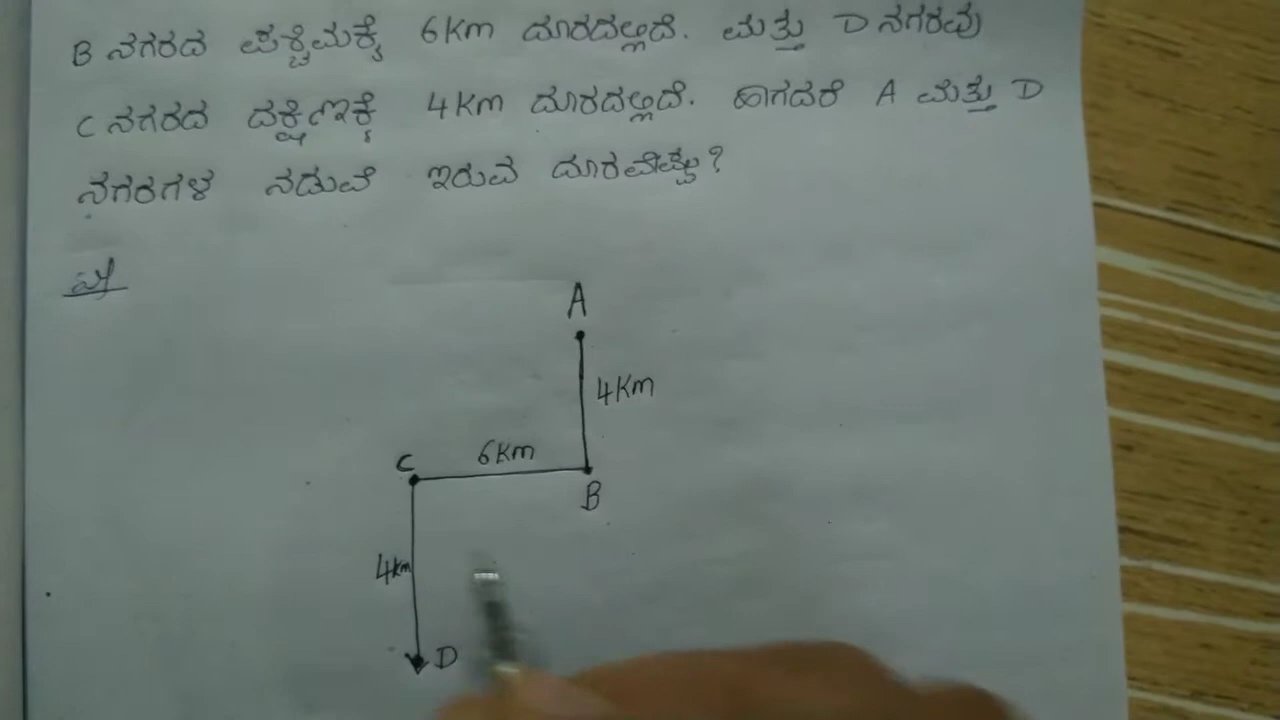 B ನಗರದ ಪಶ್ಚಿಮಕ್ಕೆ 6Km ದೂರದಲ್ಲಿದೆ. ಮತ್ತು D ನಗರವು
C ನಗರದ ದಕ್ಷಿಣಕ್ಕೆ 4Km ದೂರದಲ್ಲಿದೆ. ಹಾಗಾದರೆ A ಮತ್ತು D
ನಗರಗಳ ನಡುವೆ ಇರುವ ದೂರವೆಷ್ಟು?
A
4Km
6Km
C
B
4km
D